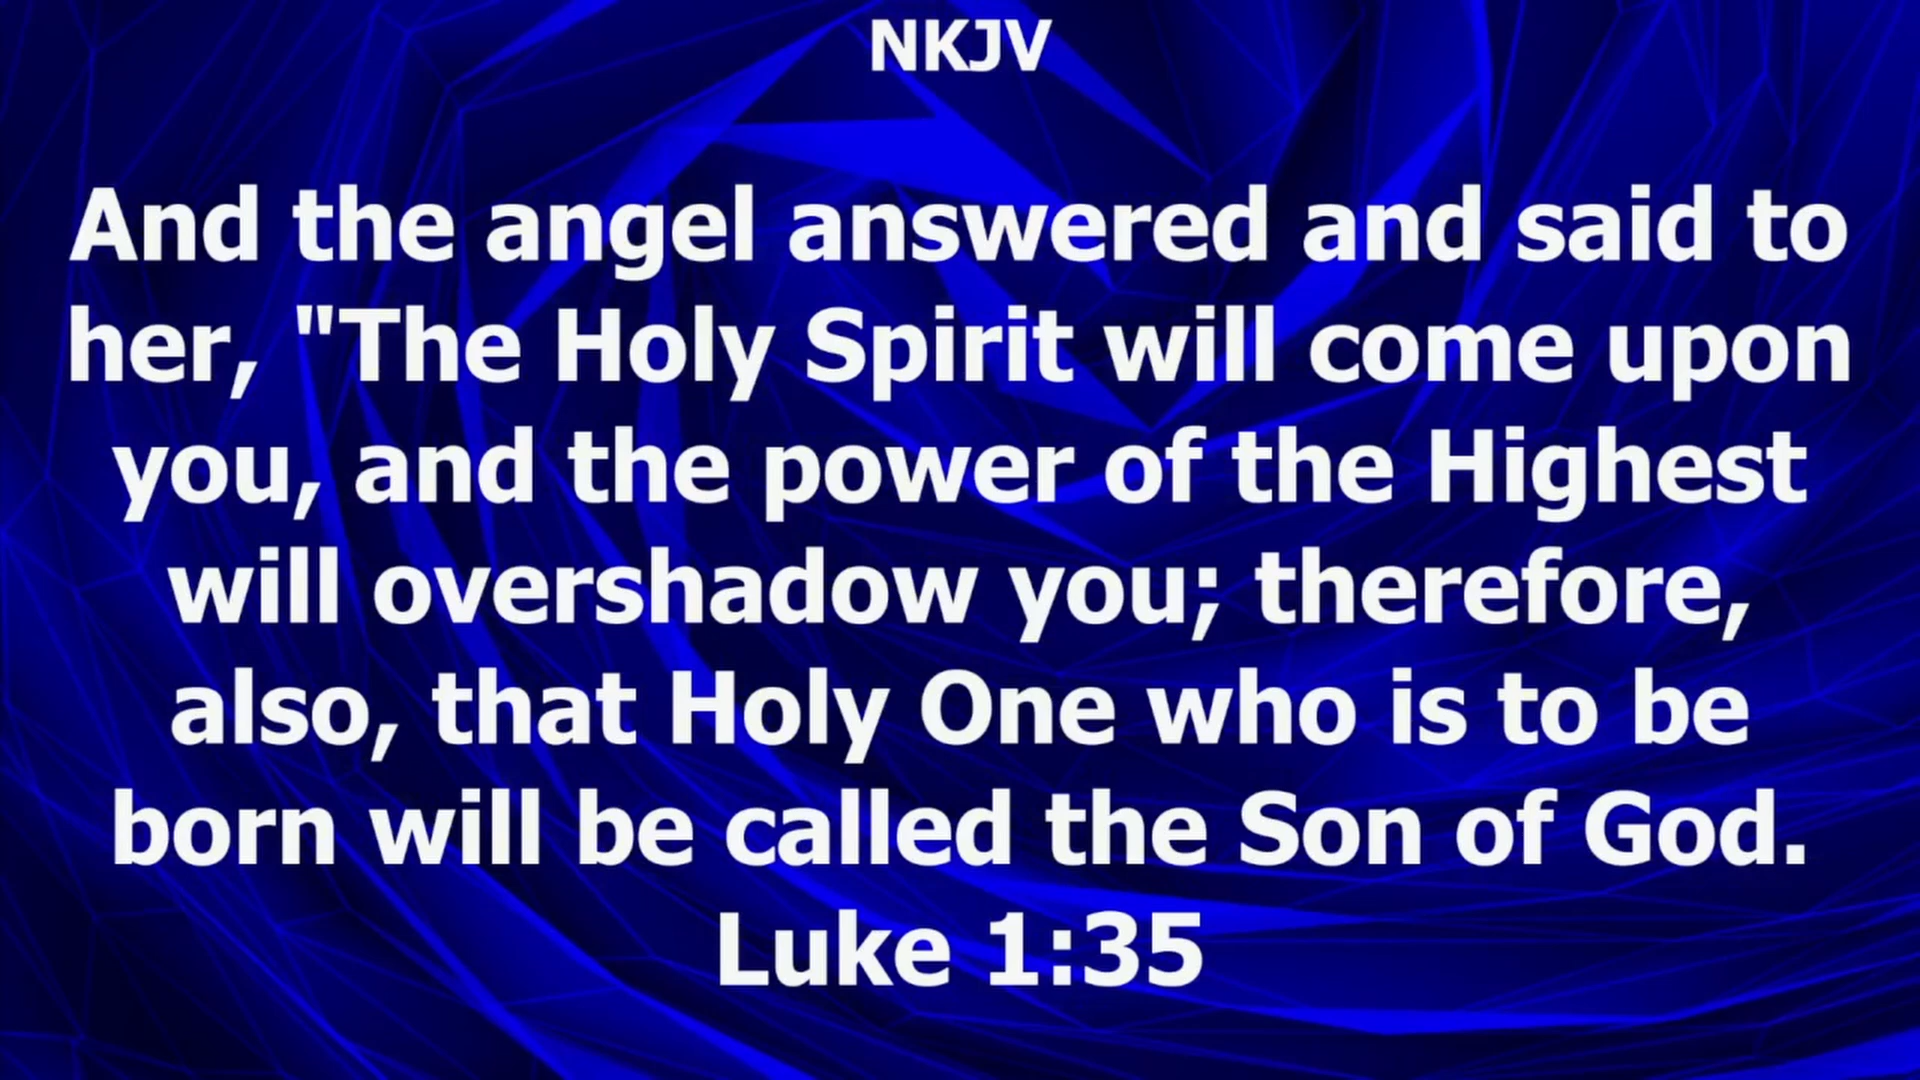 NKJV
And the angel answered and said to
her, "The Holy Spirit will come upon
you, and the power of the Highest
will overshadow you; therefore,
also, that Holy One who is to be
born will be called the Son of God.
Luke 1:35